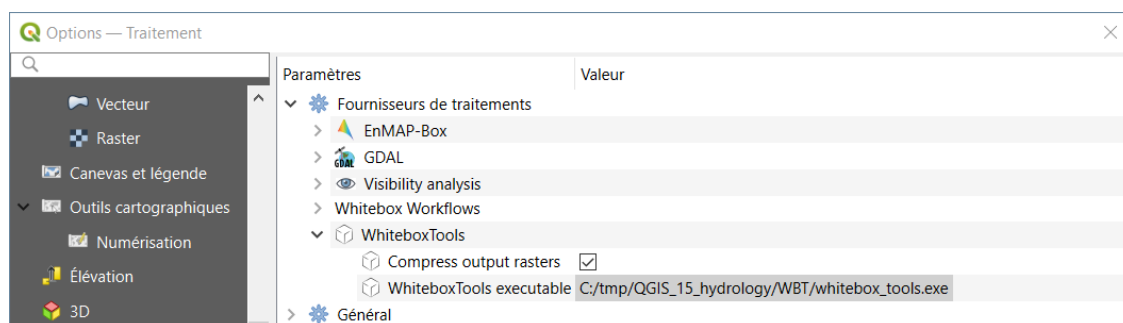 Options — Traitement
Paramètres Valeur
Vecteur
Raster
Canevas et légende
Outils cartographiques
Numérisation
Élévation
3D
Fournisseurs de traitements
EnMAP-Box
GDAL
Visibility analysis
Whitebox Workflows
WhiteboxTools
Compress output rasters
WhiteboxTools executable C:/tmp/QGIS_15_hydrology/WBT/whitebox_tools.exe
Général